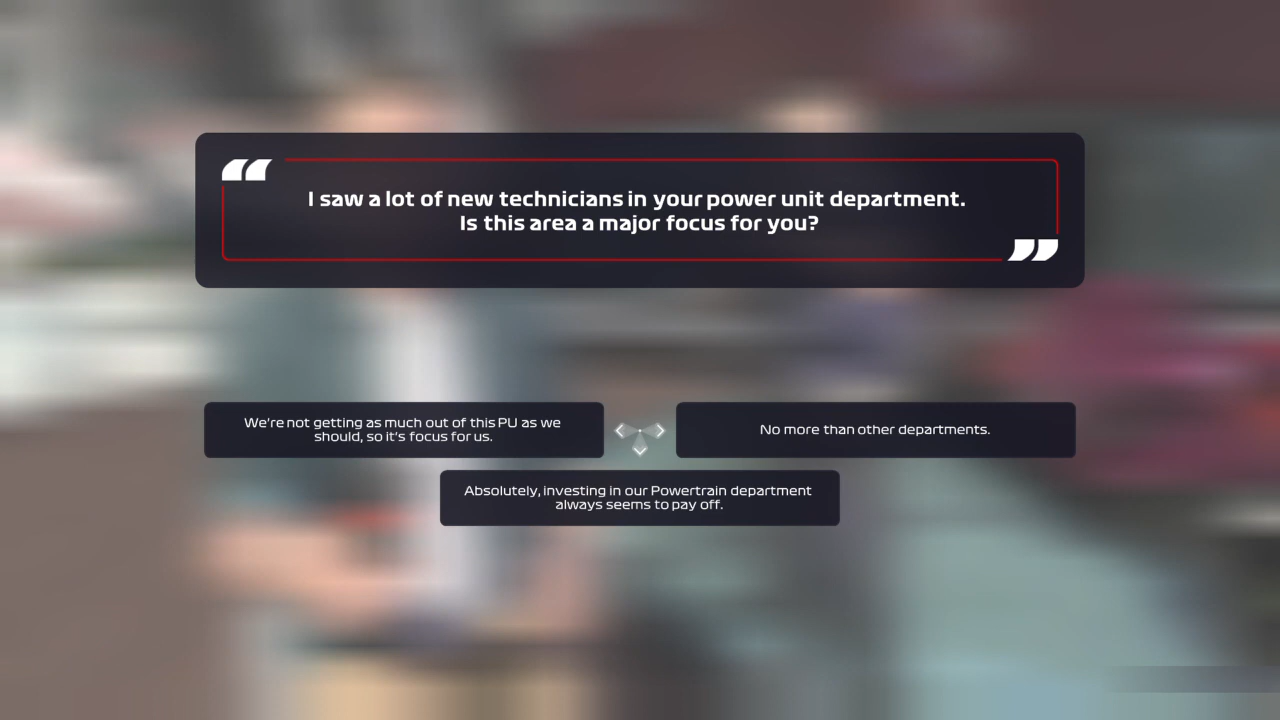 I saw a lot of new technicians in your power unit department.
Is this area a major focus for you?
We're not getting as much out of this PU as we
should, so it's focus for us.
No more than other departments.
Absolutely, investing in our Powertrain department
always seems to pay off.